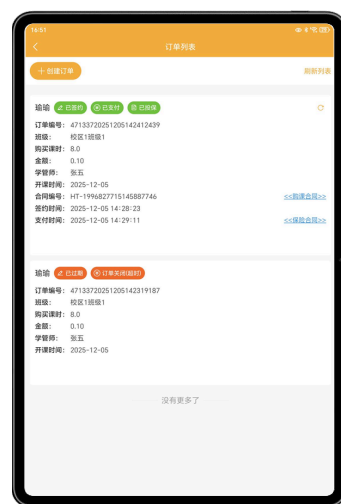 16:51
订单列表
+ 创建订单
刷新列表
瑜瑜 已签约 已支付 已投保
订单编号： 47133720251205142412439
班级： 校区1班级1
购买课时： 8.0
金额： 0.10
学管师： 张五
开课时间： 2025-12-05
合同编号： HT-1996827715145887746 <<购课合同>>
签约时间： 2025-12-05 14:28:23
支付时间： 2025-12-05 14:29:11 <<保险合同>>
瑜瑜 已过期 订单关闭(超时)
订单编号： 47133720251205142319187
班级： 校区1班级1
购买课时： 8.0
金额： 0.10
学管师： 张五
开课时间： 2025-12-05
没有更多了